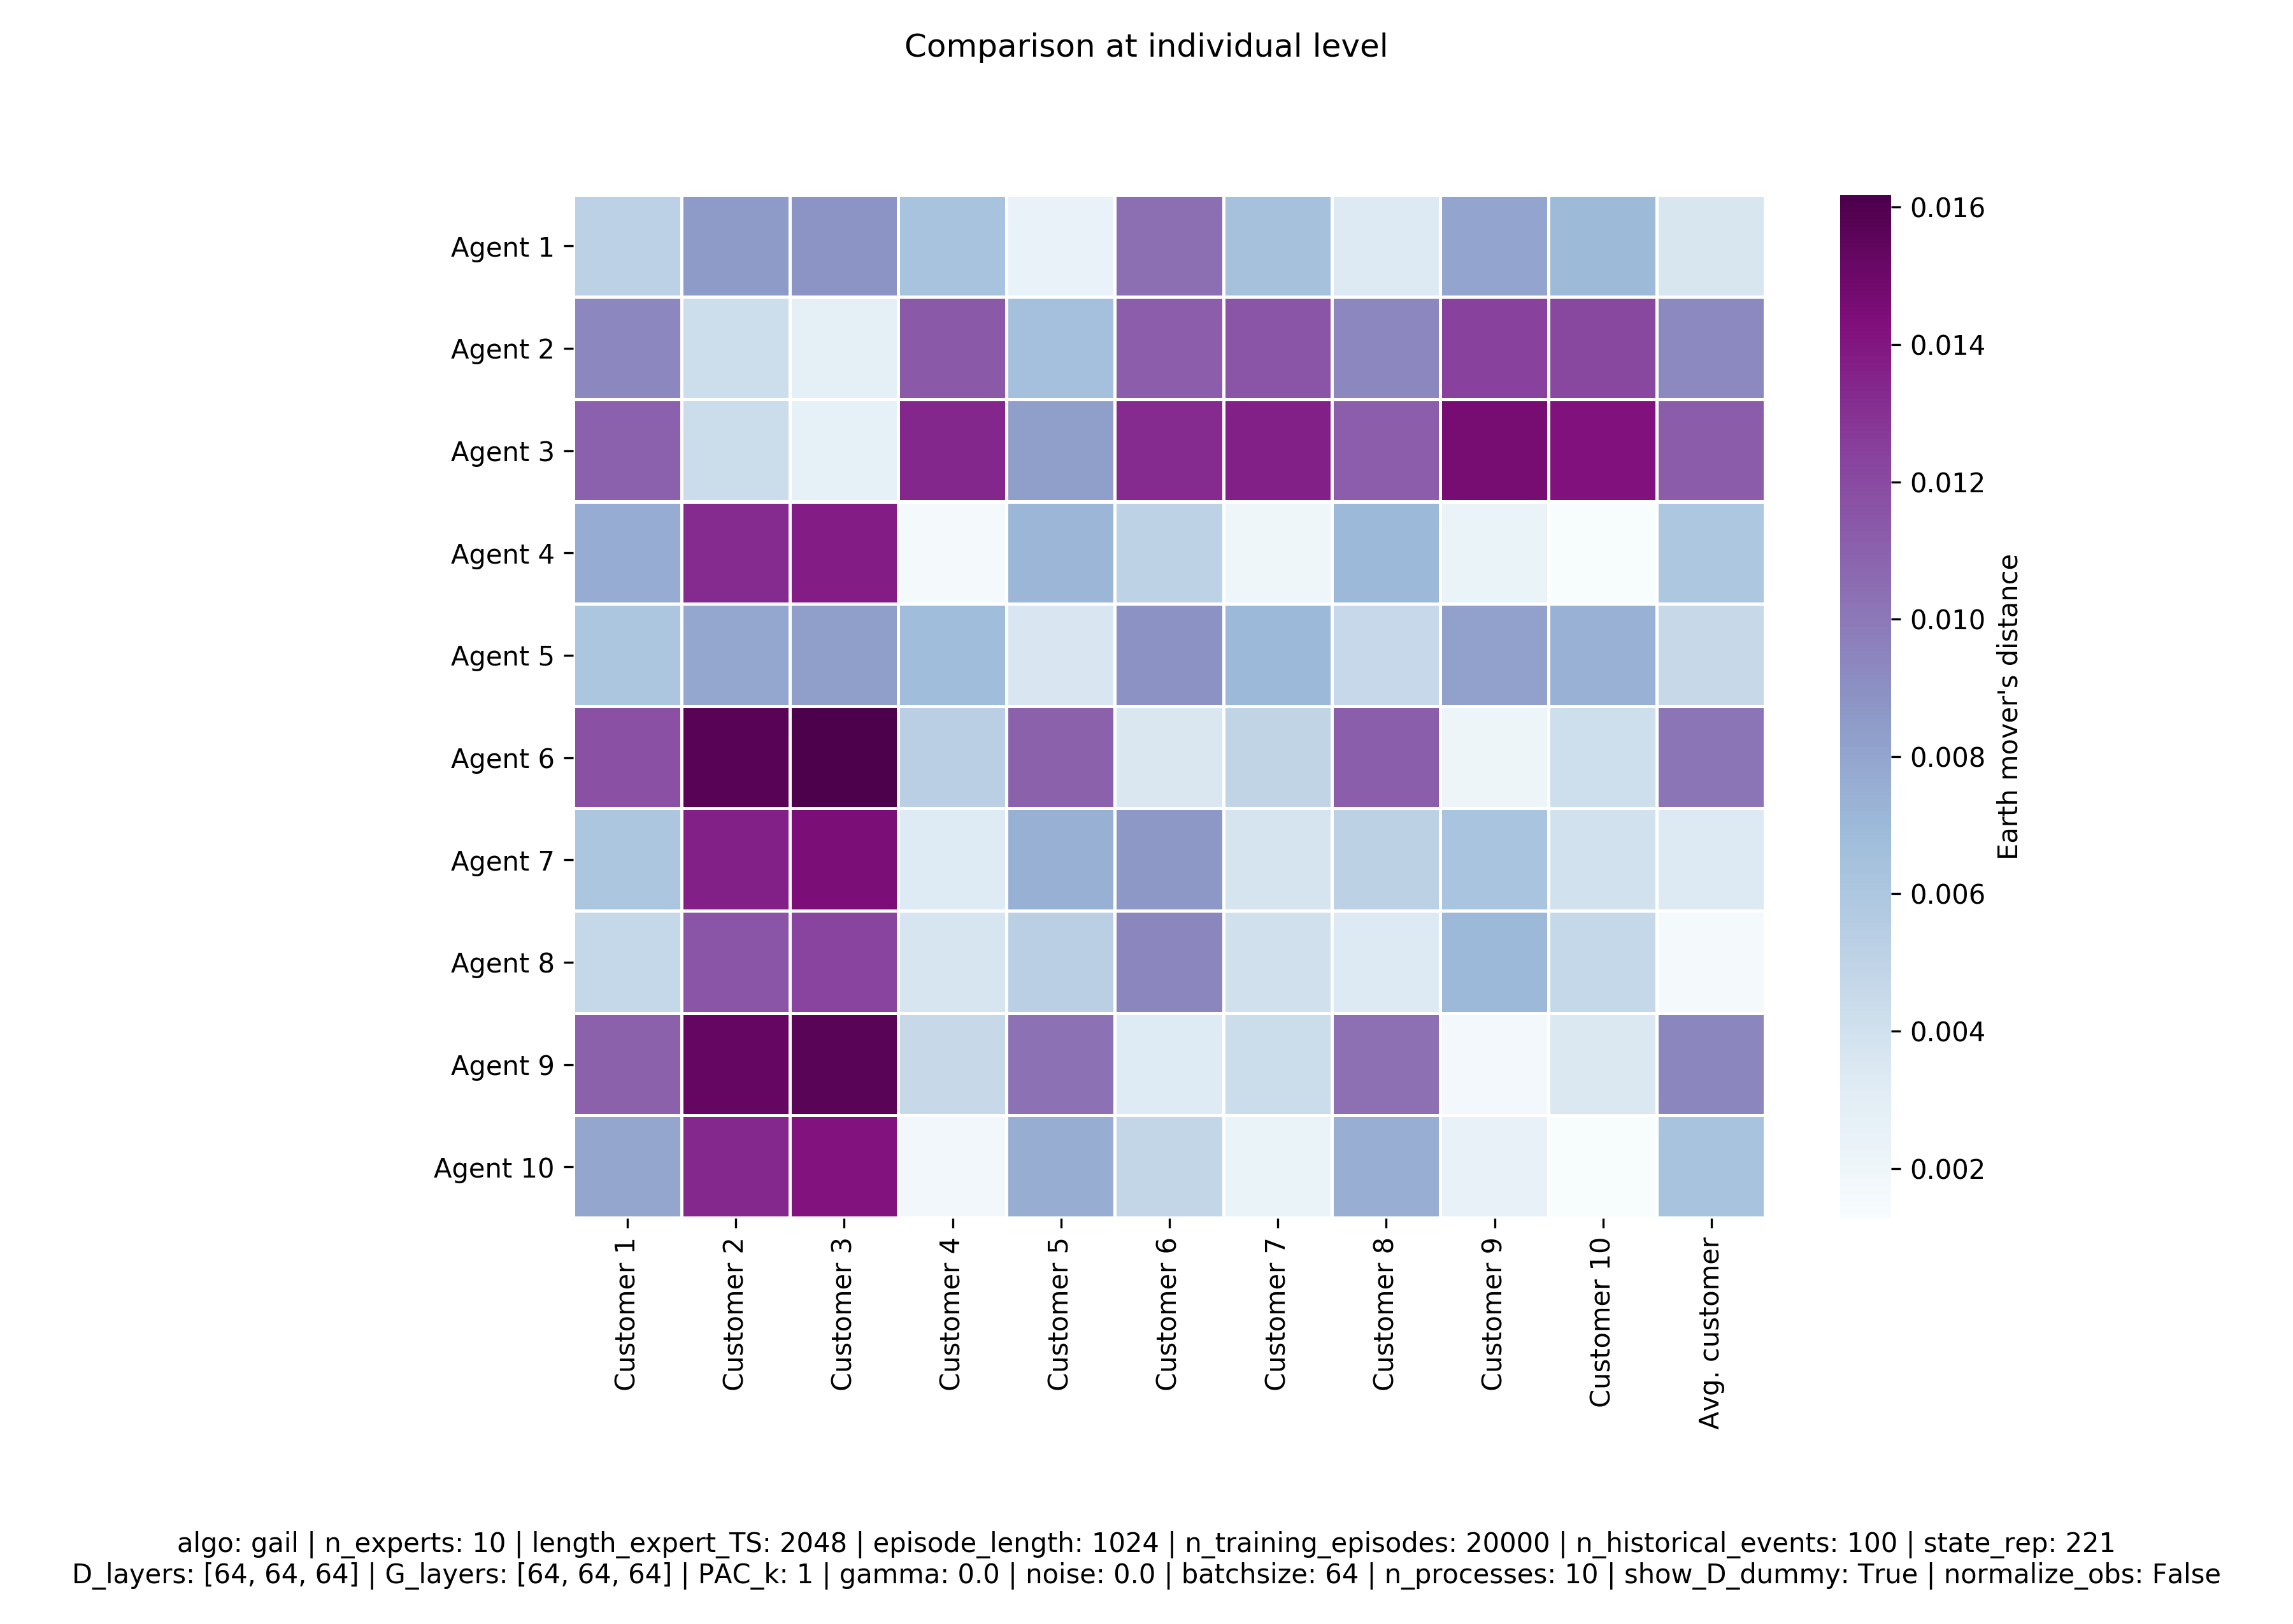 Comparison at individual level
Agent 1
Agent 2
Agent 3
Agent 4
Agent 5
Agent 6
Agent 7
Agent 8
Agent 9
Agent 10
Customer 1
Customer 2
Customer 3
Customer 4
Customer 5
Customer 6
Customer 7
Customer 8
Customer 9
Customer 10
Avg. customer
0.016
0.014
0.012
0.010
0.008
0.006
0.004
0.002
Earth mover's distance
algo: gail | n_experts: 10 | length_expert_TS: 2048 | episode_length: 1024 | n_training_episodes: 20000 | n_historical_events: 100 | state_rep: 221
D_layers: [64, 64, 64] | G_layers: [64, 64, 64] | PAC_k: 1 | gamma: 0.0 | noise: 0.0 | batchsize: 64 | n_processes: 10 | show_D_dummy: True | normalize_obs: False